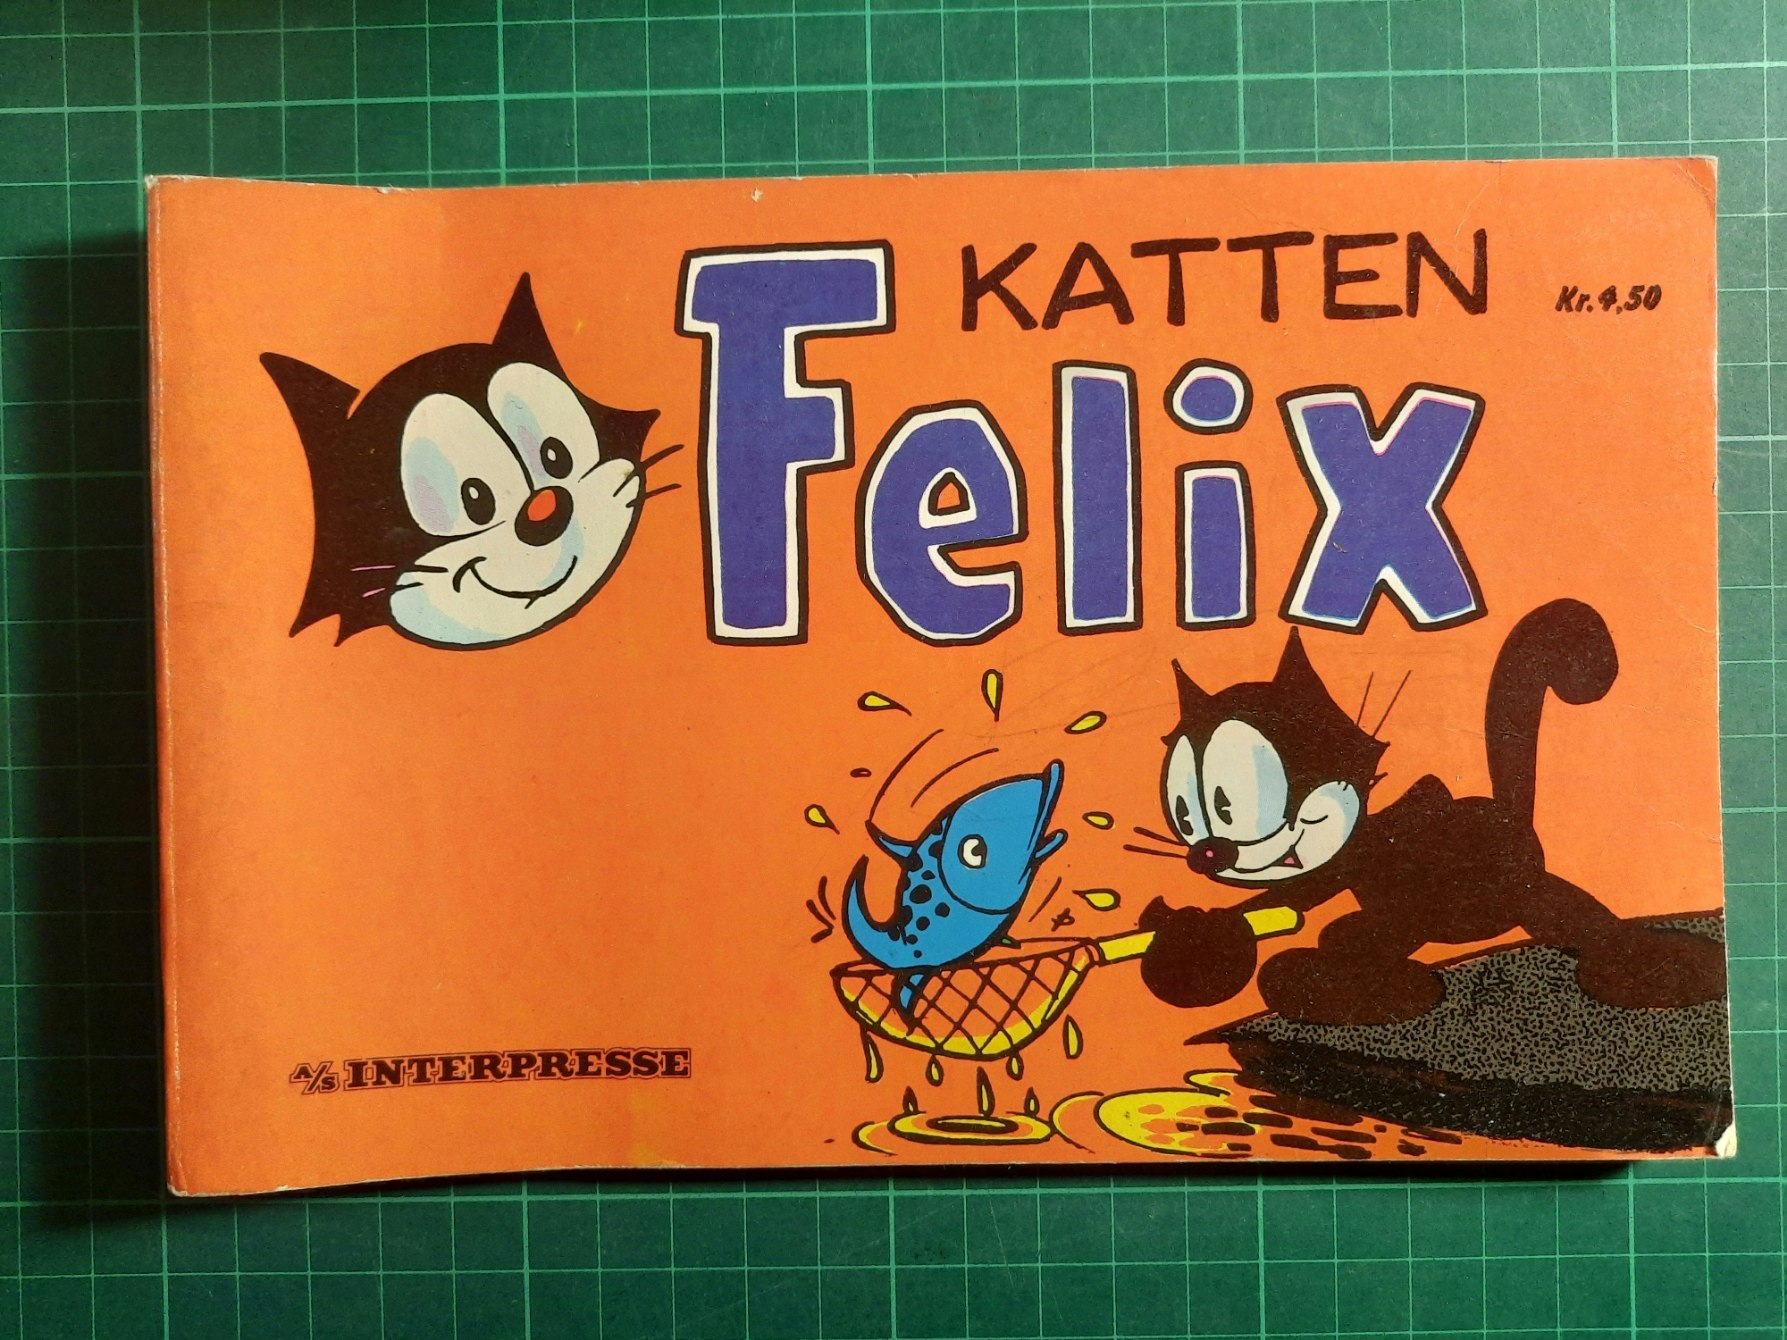 KATTEN
Kr. 4,50
Felix
A/S INTERPRESSE